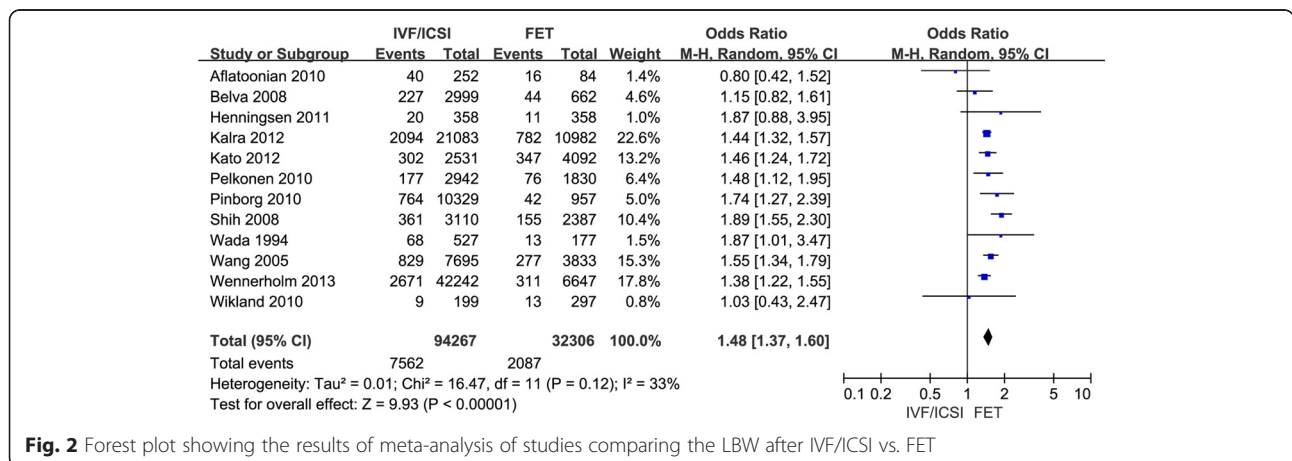 IVF/ICSI FET Odds Ratio Odds Ratio
Study or Subgroup Events Total Events Total Weight M-H, Random, 95% CI M-H, Random, 95% CI
Aflatoonian 2010 40 252 16 84 1.4% 0.80 [0.42, 1.52]
Belva 2008 227 2999 44 662 4.6% 1.15 [0.82, 1.61]
Henningsen 2011 20 358 11 358 1.0% 1.87 [0.88, 3.95]
Kalra 2012 2094 21083 782 10982 22.6% 1.44 [1.32, 1.57]
Kato 2012 302 2531 347 4092 13.2% 1.46 [1.24, 1.72]
Pelkonen 2010 177 2942 76 1830 6.4% 1.48 [1.12, 1.95]
Pinborg 2010 764 10329 42 957 5.0% 1.74 [1.27, 2.39]
Shih 2008 361 3110 155 2387 10.4% 1.89 [1.55, 2.30]
Wada 1994 68 527 13 177 1.5% 1.87 [1.01, 3.47]
Wang 2005 829 7695 277 3833 15.3% 1.55 [1.34, 1.79]
Wennerholm 2013 2671 42242 311 6647 17.8% 1.38 [1.22, 1.55]
Wikland 2010 9 199 13 297 0.8% 1.03 [0.43, 2.47]
Total (95% CI) 94267 32306 100.0% 1.48 [1.37, 1.60]
Total events 7562 2087
Heterogeneity: Tau² = 0.01; Chi² = 16.47, df = 11 (P = 0.12); I² = 33%
Test for overall effect: Z = 9.93 (P < 0.00001)
0.1 0.2 0.5 1 2 5 10
IVF/ICSI FET
Fig. 2 Forest plot showing the results of meta-analysis of studies comparing the LBW after IVF/ICSI vs. FET